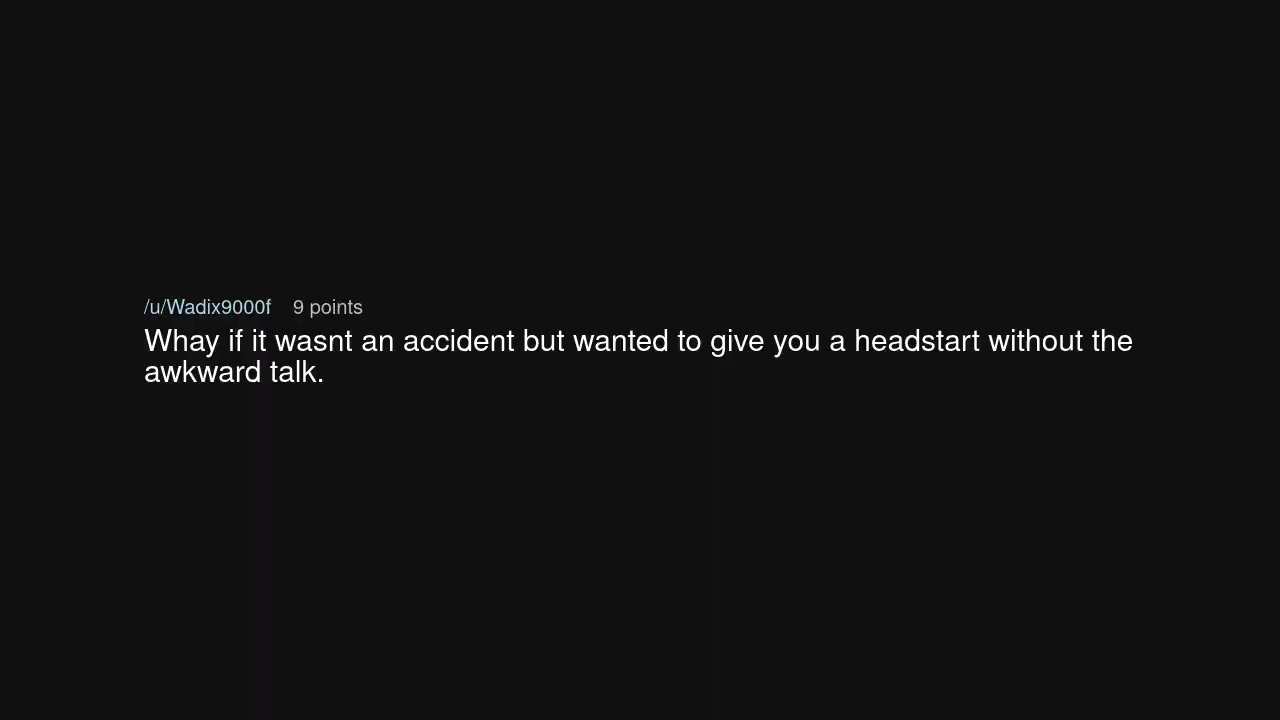 /u/Wadix9000f 9 points
Whay if it wasnt an accident but wanted to give you a headstart without the
awkward talk.